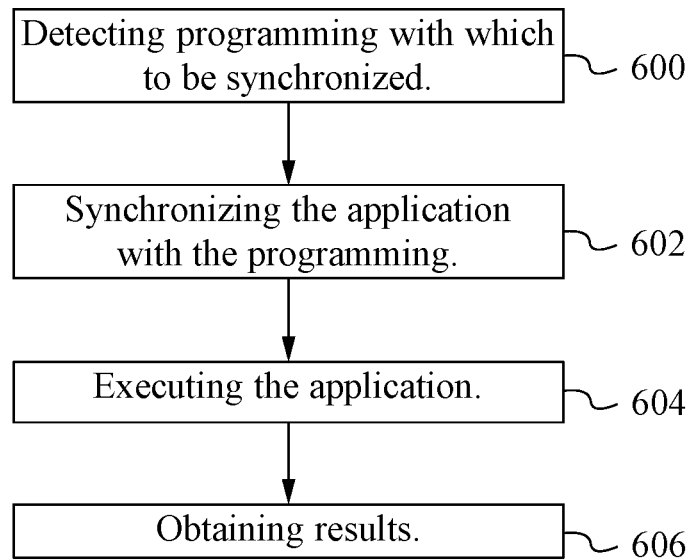 Detecting programming with which
to be synchronized.
600
Synchronizing the application
with the programming.
602
Executing the application.
604
Obtaining results.
606